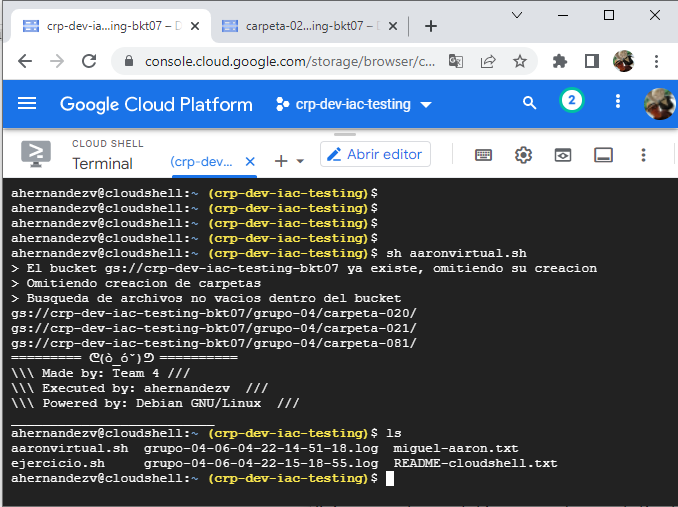 crp-dev-ia...ing-bkt07 – D
carpeta-02...ing-bkt07 – D
console.cloud.google.com/storage/browser/c...
Google Cloud Platform
crp-dev-iac-testing
2
CLOUD SHELL
Terminal
(crp-dev...
Abrir editor
ahernandezv@cloudshell:~ (crp-dev-iac-testing)$
ahernandezv@cloudshell:~ (crp-dev-iac-testing)$
ahernandezv@cloudshell:~ (crp-dev-iac-testing)$
ahernandezv@cloudshell:~ (crp-dev-iac-testing)$
ahernandezv@cloudshell:~ (crp-dev-iac-testing)$ sh aaronvirtual.sh
> El bucket gs://crp-dev-iac-testing-bkt07 ya existe, omitiendo su creacion
> Omitiendo creacion de carpetas
> Busqueda de archivos no vacios dentro del bucket
gs://crp-dev-iac-testing-bkt07/grupo-04/carpeta-020/
gs://crp-dev-iac-testing-bkt07/grupo-04/carpeta-021/
gs://crp-dev-iac-testing-bkt07/grupo-04/carpeta-081/
========= ᕦ(ò_óˇ)ᕤ ==========
\\\ Made by: Team 4 ///
\\\ Executed by: ahernandezv  ///
\\\ Powered by: Debian GNU/Linux  ///
__________________________
ahernandezv@cloudshell:~ (crp-dev-iac-testing)$ ls
aaronvirtual.sh  grupo-04-06-04-22-14-51-18.log  miguel-aaron.txt
ejercicio.sh     grupo-04-06-04-22-15-18-55.log  README-cloudshell.txt
ahernandezv@cloudshell:~ (crp-dev-iac-testing)$